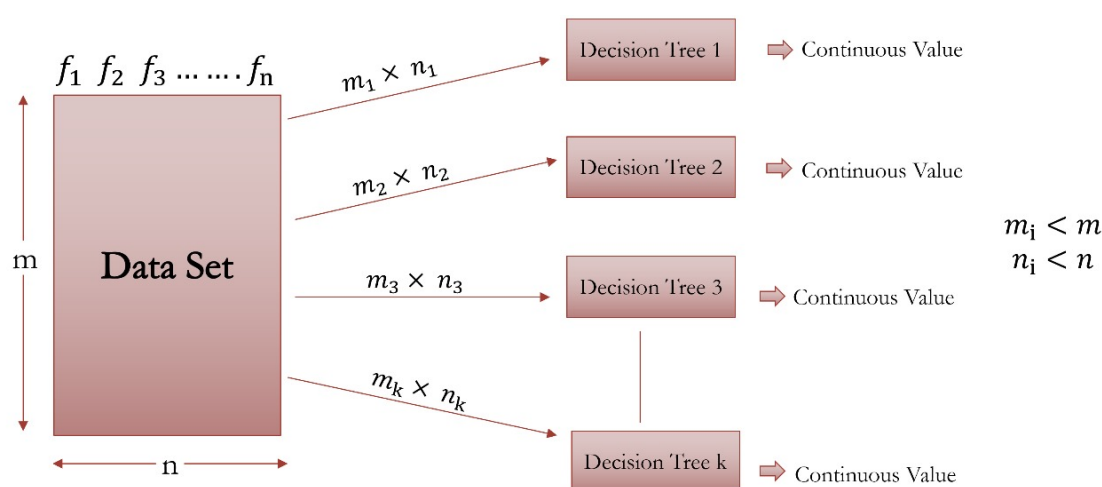 f₁ f₂ f₃ ... ... . fₙ
m
Data Set
n
m₁ × n₁
Decision Tree 1
Continuous Value
m₂ × n₂
Decision Tree 2
Continuous Value
m₃ × n₃
Decision Tree 3
Continuous Value
mₖ × nₖ
Decision Tree k
Continuous Value
mᵢ < m
nᵢ < n